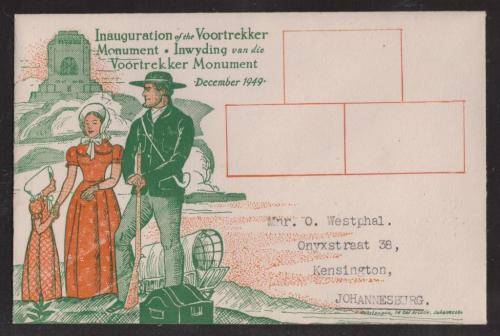 Inauguration of the Voortrekker
Monument • Inwyding van die
Voortrekker Monument
•December 1949•
Mnr. O. Westphal.
Onyxstraat 38,
Kensington,
JOHANNESBURG.